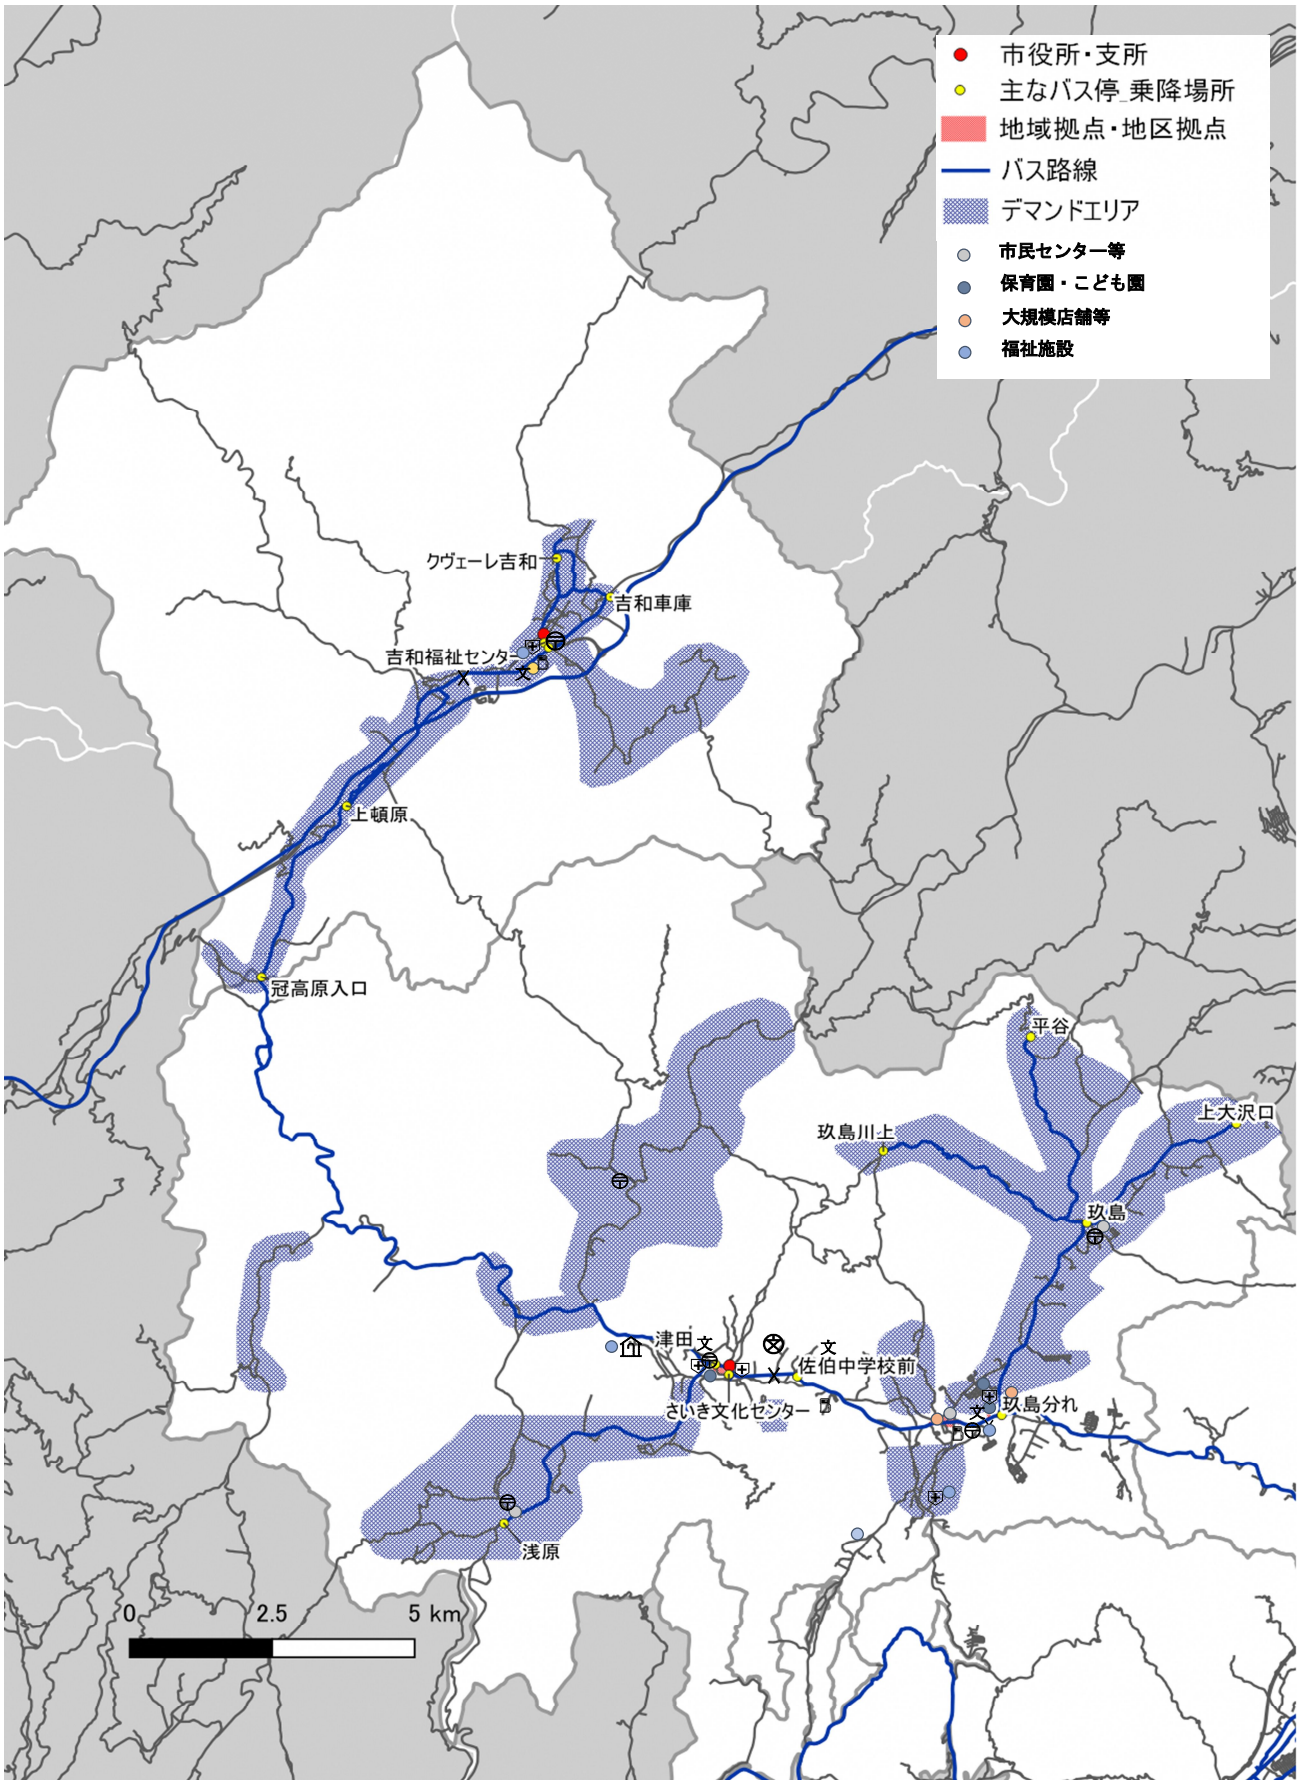 市役所・支所
主なバス停_乗降場所
地域拠点・地区拠点
バス路線
デマンドエリア
市民センター等
保育園・こども園
大規模店舗等
福祉施設
クヴェーレ吉和
吉和車庫
吉和福祉センター
文
上頓原
冠高原入口
平谷
上大沢口
玖島川上
玖島
津田
文
文
佐伯中学校前
さいき文化センター
玖島分れ
文
浅原
0 2.5 5 km